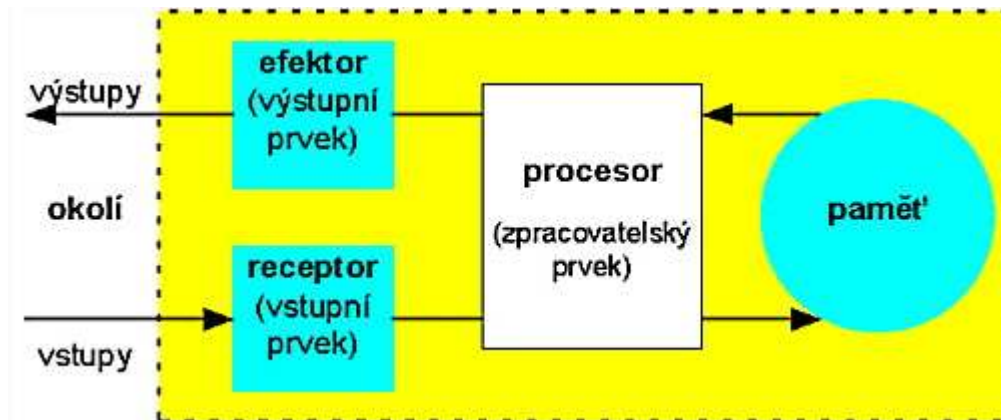 výstupy
okolí
vstupy
efektor
(výstupní
prvek)
receptor
(vstupní
prvek)
procesor
(zpracovatelský
prvek)
paměť